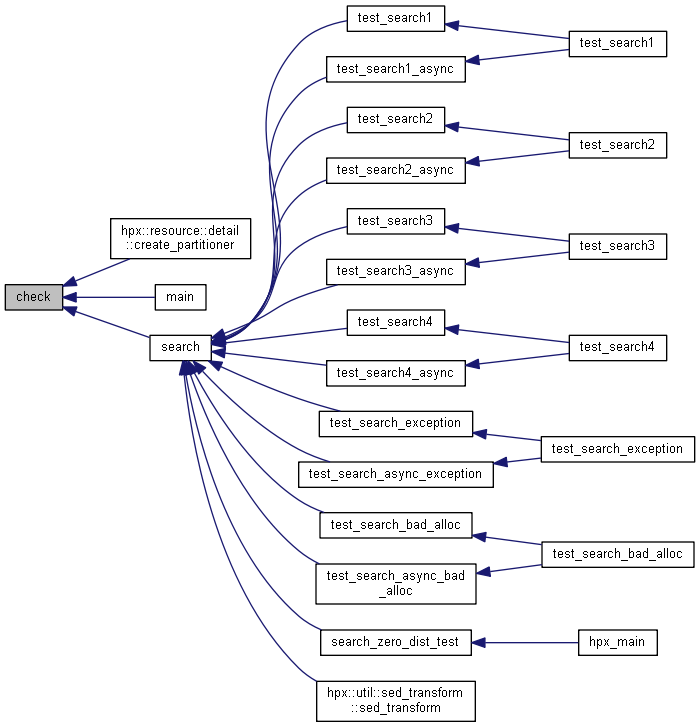 test_search1
test_search1
test_search1_async
test_search2
test_search2
test_search2_async
test_search3
hpx::resource::detail
::create_partitioner
test_search3
test_search3_async
check
main
test_search4
search
test_search4
test_search4_async
test_search_exception
test_search_exception
test_search_async_exception
test_search_bad_alloc
test_search_bad_alloc
test_search_async_bad
_alloc
search_zero_dist_test
hpx_main
hpx::util::sed_transform
::sed_transform